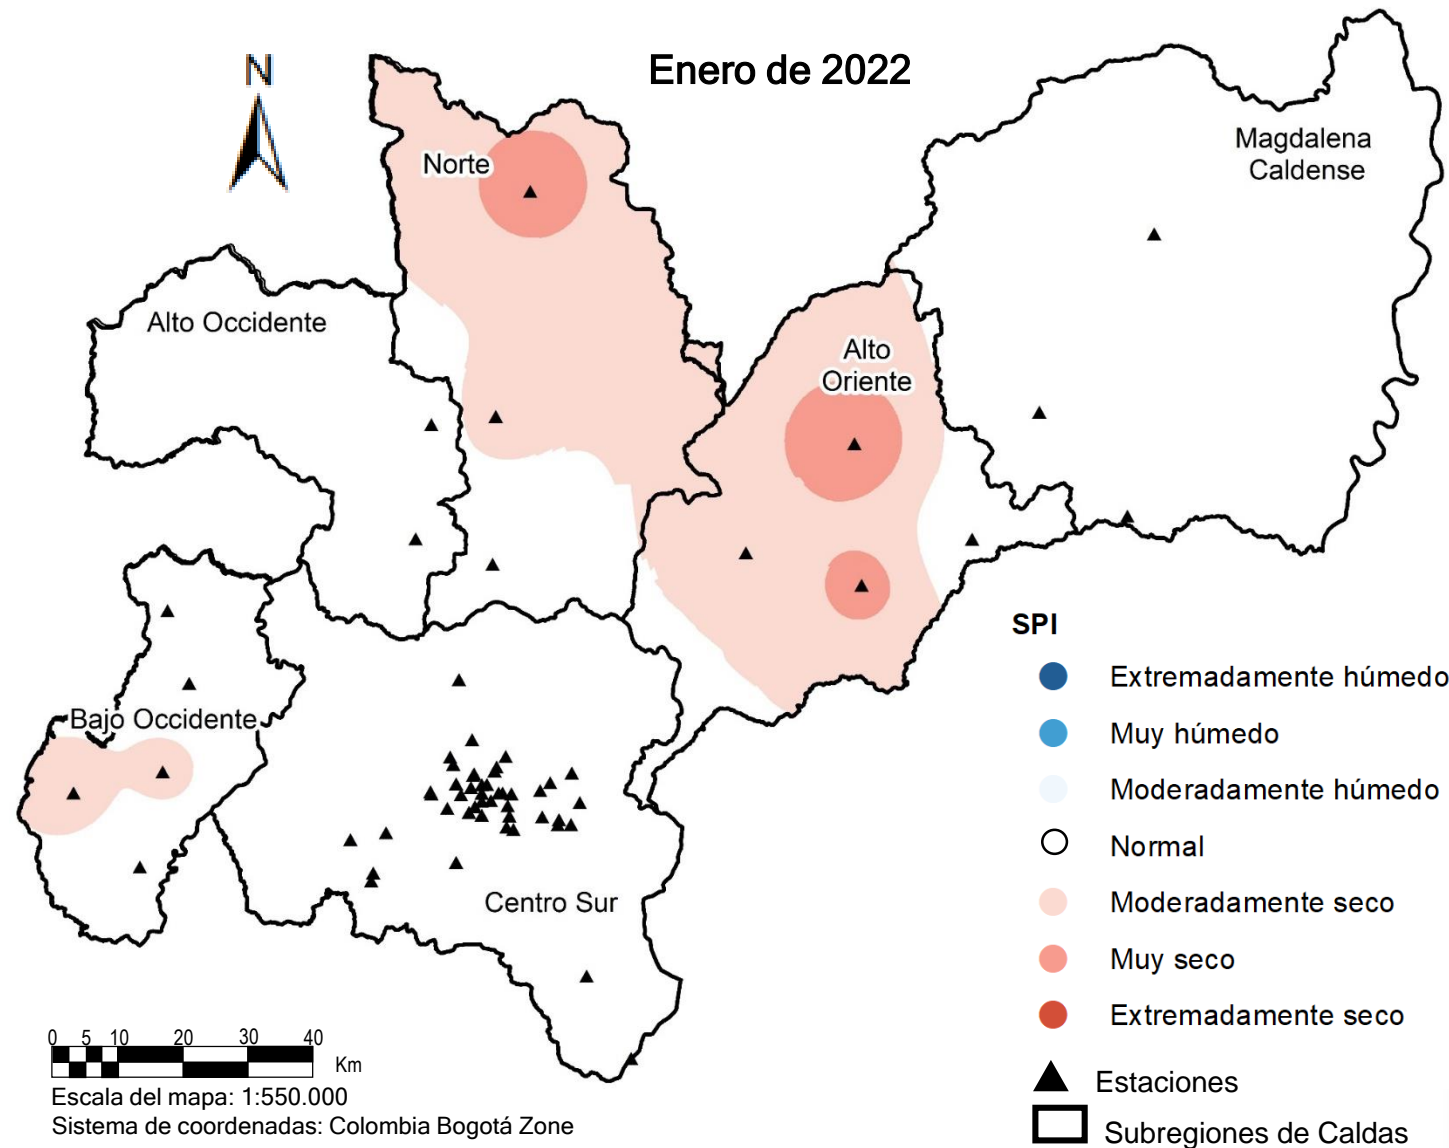 Enero de 2022
N
Norte
Magdalena
Caldense
Alto Occidente
Alto
Oriente
Bajo Occidente
Centro Sur
SPI
Extremadamente húmedo
Muy húmedo
Moderadamente húmedo
Normal
Moderadamente seco
Muy seco
Extremadamente seco
Estaciones
Subregiones de Caldas
0 5 10 20 30 40
Km
Escala del mapa: 1:550.000
Sistema de coordenadas: Colombia Bogotá Zone